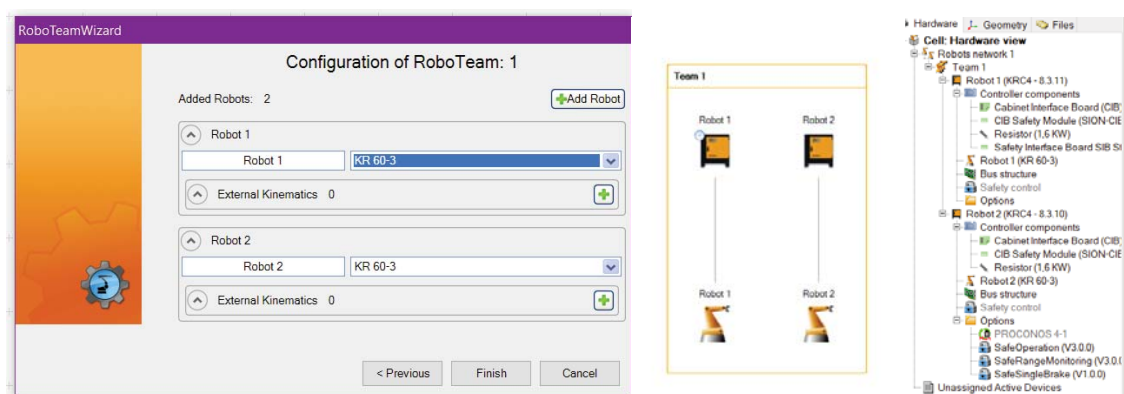 RoboTeamWizard
Configuration of RoboTeam: 1
Added Robots: 2
Add Robot
Robot 1
Robot 1 KR 60-3
External Kinematics 0
Robot 2
Robot 2 KR 60-3
External Kinematics 0
< Previous Finish Cancel
Team 1
Robot 1 Robot 2
Robot 1 Robot 2
Hardware Geometry Files
Cell: Hardware view
Robots network 1
Team 1
Robot 1 (KRC4 - 8.3.11)
Controller components
Cabinet Interface Board (CIB)
CIB Safety Module (SION-CIB
Resistor (1,6 KW)
Safety Interface Board SIB SI
Robot 1 (KR 60-3)
Bus structure
Safety control
Options
Robot 2 (KRC4 - 8.3.10)
Controller components
Cabinet Interface Board (CIB)
CIB Safety Module (SION-CIB
Resistor (1,6 KW)
Robot 2 (KR 60-3)
Bus structure
Safety control
Options
PROCONOS 4-1
SafeOperation (V3.0.0)
SafeRangeMonitoring (V3.0.(
SafeSingleBrake (V1.0.0)
Unassigned Active Devices